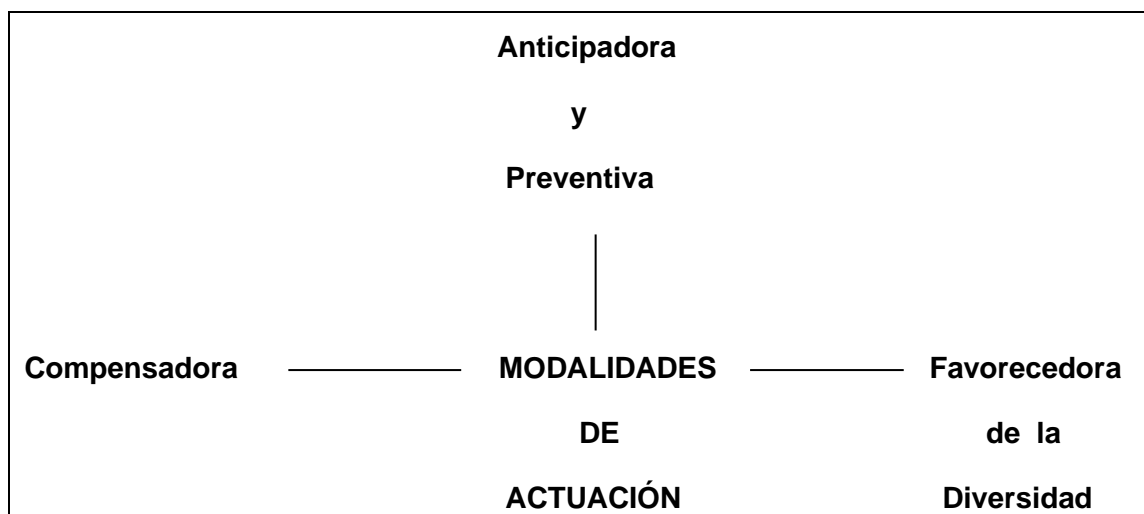 Anticipadora
y
Preventiva
Compensadora MODALIDADES Favorecedora
DE de la
ACTUACIÓN Diversidad